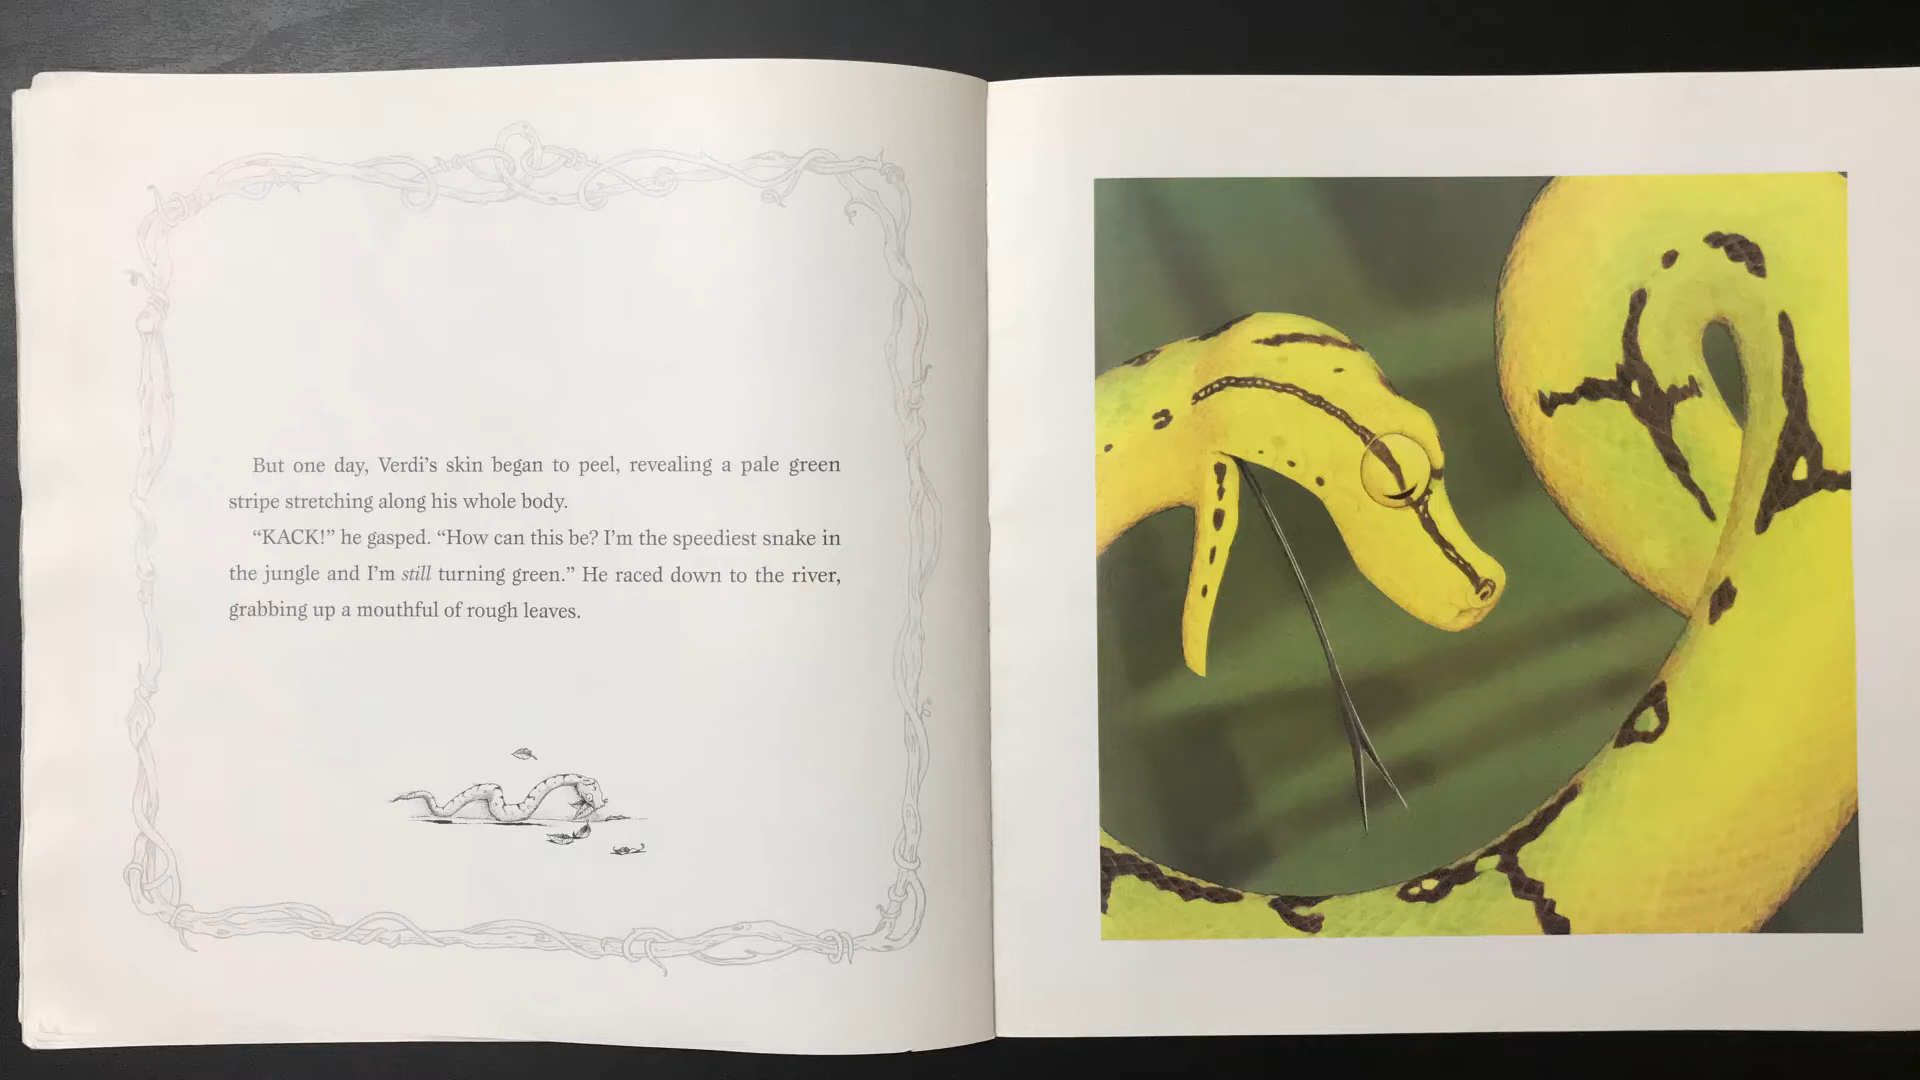 But one day, Verdi’s skin began to peel, revealing a pale green
stripe stretching along his whole body.
“KACK!” he gasped. “How can this be? I’m the speediest snake in
the jungle and I’m still turning green.” He raced down to the river,
grabbing up a mouthful of rough leaves.